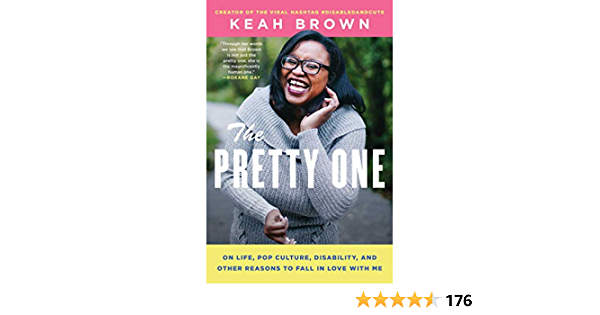 CREATOR OF THE VIRAL HASHTAG #DISABLEDANDCUTE
KEAH BROWN
"Through her words
we see that Brown
is not just the
pretty one; she is
the magnificently
human one."
—ROXANE GAY
The
PRETTY ONE
ON LIFE, POP CULTURE, DISABILITY, AND
OTHER REASONS TO FALL IN LOVE WITH ME
176